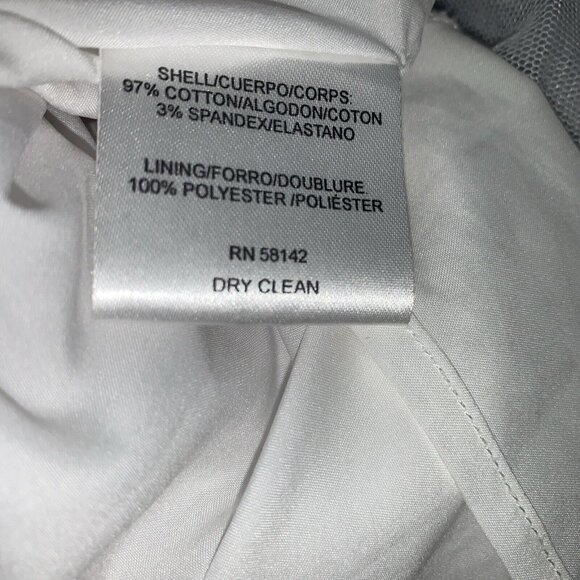 SHELL/CUERPO/CORPS:
97% COTTON/ALGODON/COTON
3% SPANDEX/ELASTANO
LINING/FORRO/DOUBLURE
100% POLYESTER /POLIÉSTER
RN 58142
DRY CLEAN